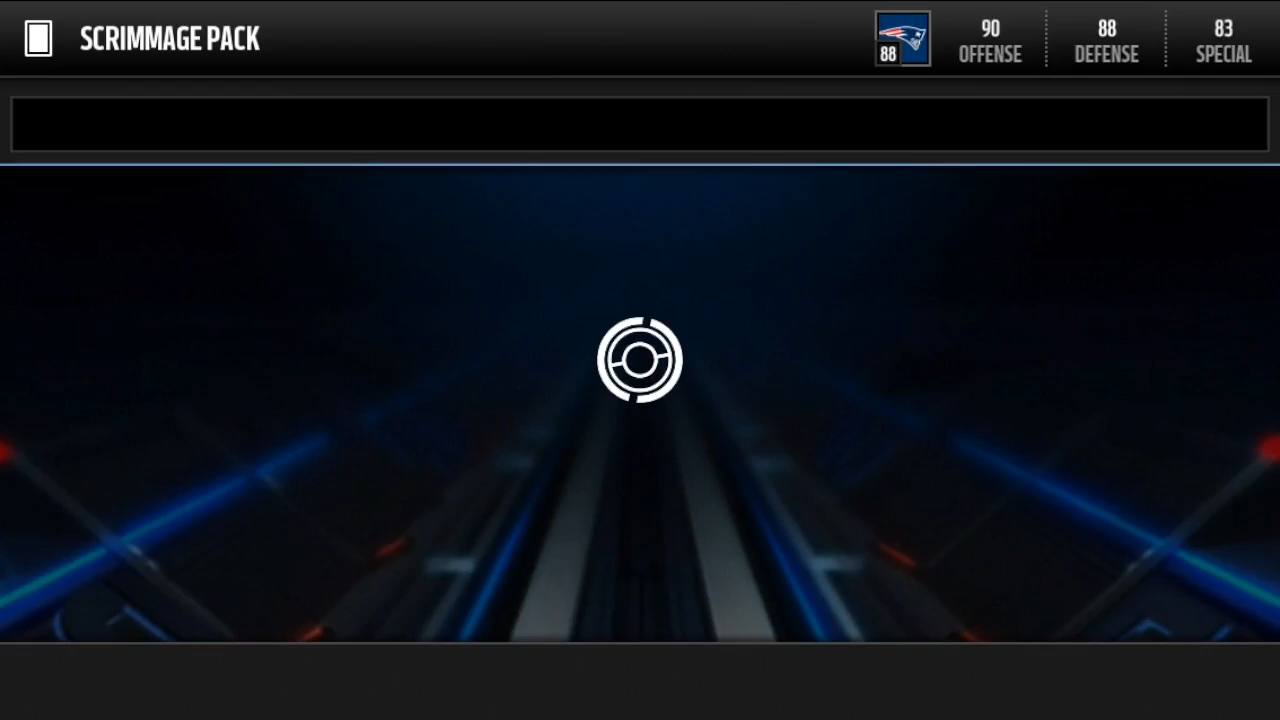 SCRIMMAGE PACK
88
90
OFFENSE
88
DEFENSE
83
SPECIAL